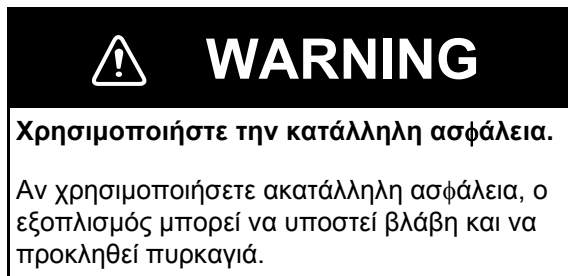 WARNING
Χρησιμοποιήστε την κατάλληλη ασφάλεια.
Αν χρησιμοποιήσετε ακατάλληλη ασφάλεια, ο
εξοπλισμός μπορεί να υποστεί βλάβη και να
προκληθεί πυρκαγιά.